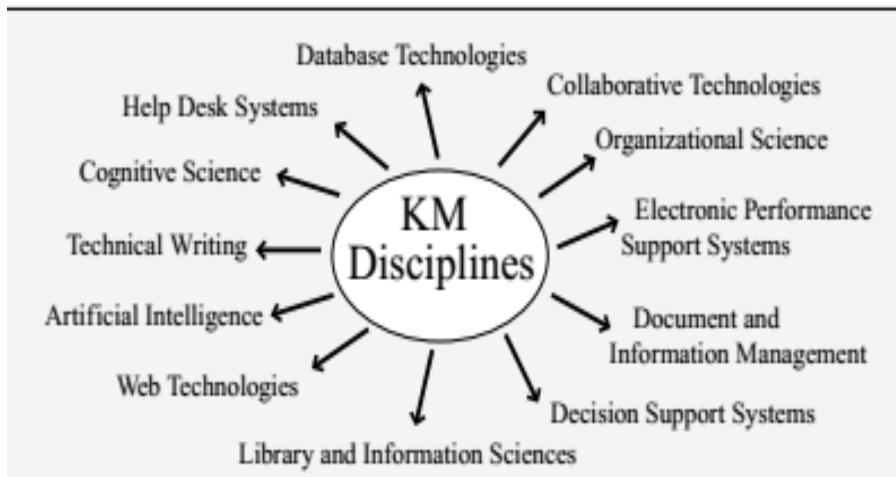 Database Technologies
Collaborative Technologies
Help Desk Systems
Organizational Science
Cognitive Science
KM
Disciplines
Electronic Performance
Support Systems
Technical Writing
Artificial Intelligence
Document and
Information Management
Web Technologies
Decision Support Systems
Library and Information Sciences